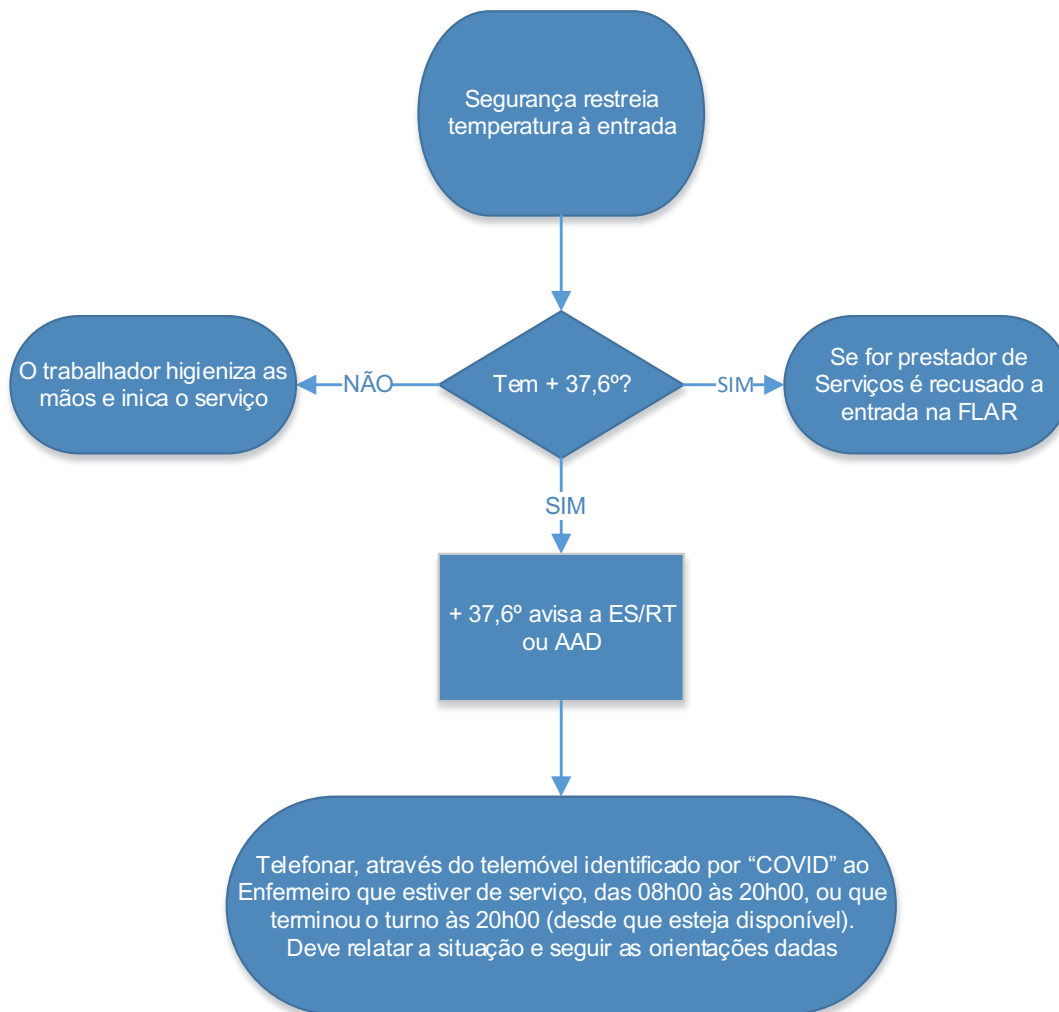 Segurança restreia
temperatura à entrada
O trabalhador higieniza as
mãos e inica o serviço
NÃO
Tem + 37,6º?
SIM
Se for prestador de
Serviços é recusado a
entrada na FLAR
SIM
+ 37,6º avisa a ES/RT
ou AAD
Telefonar, através do telemóvel identificado por “COVID” ao
Enfermeiro que estiver de serviço, das 08h00 às 20h00, ou que
terminou o turno às 20h00 (desde que esteja disponível).
Deve relatar a situação e seguir as orientações dadas